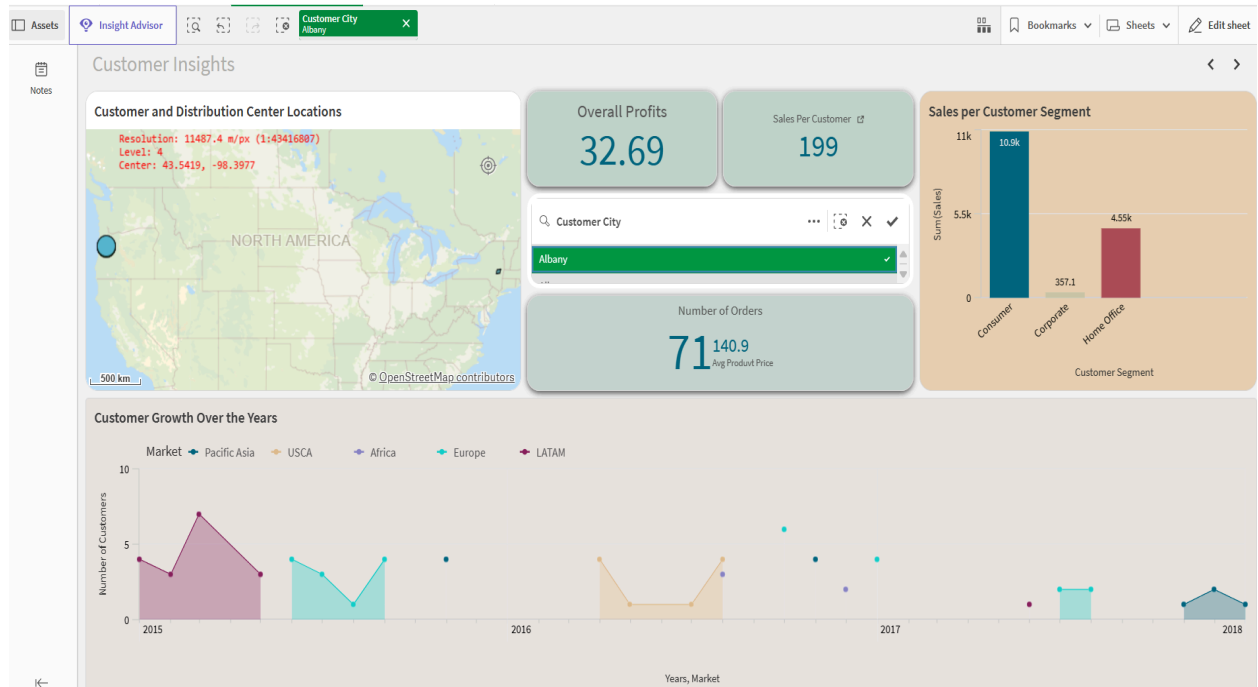 Assets
Insight Advisor
Customer City
Albany
Bookmarks
Sheets
Edit sheet
Notes
Customer Insights
Customer and Distribution Center Locations
Resolution: 11487.4 m/px (1:43416807)
Level: 4
Center: 43.5419, -98.3977
NORTH AMERICA
500 km
© OpenStreetMap contributors
Overall Profits
32.69
Sales Per Customer
199
Customer City
Albany
Number of Orders
71
140.9
Avg Produvt Price
Sales per Customer Segment
11k
5.5k
0
Sum(Sales)
10.9k
357.1
4.55k
Consumer
Corporate
Home Office
Customer Segment
Customer Growth Over the Years
Market Pacific Asia USCA Africa Europe LATAM
10
5
0
Number of Customers
2015 2016 2017 2018
Years, Market